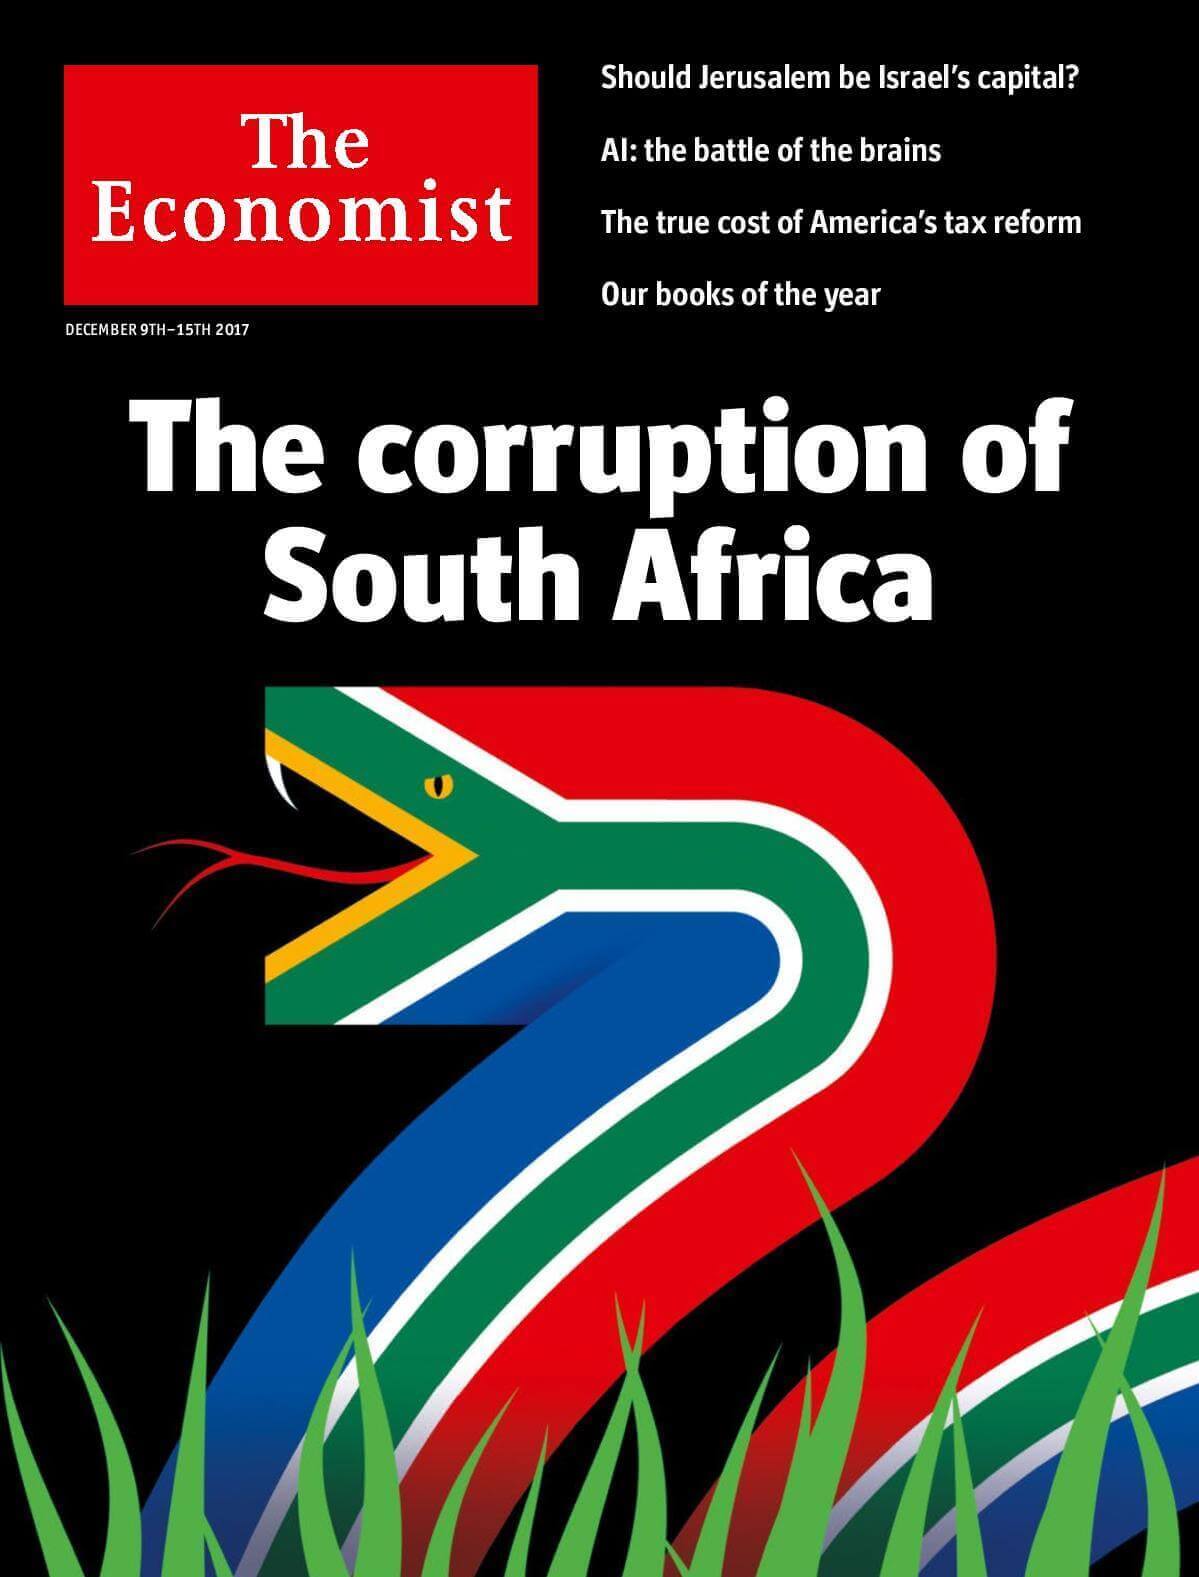 The
Economist
DECEMBER 9TH–15TH 2017
Should Jerusalem be Israel's capital?
AI: the battle of the brains
The true cost of America's tax reform
Our books of the year
The corruption of
South Africa